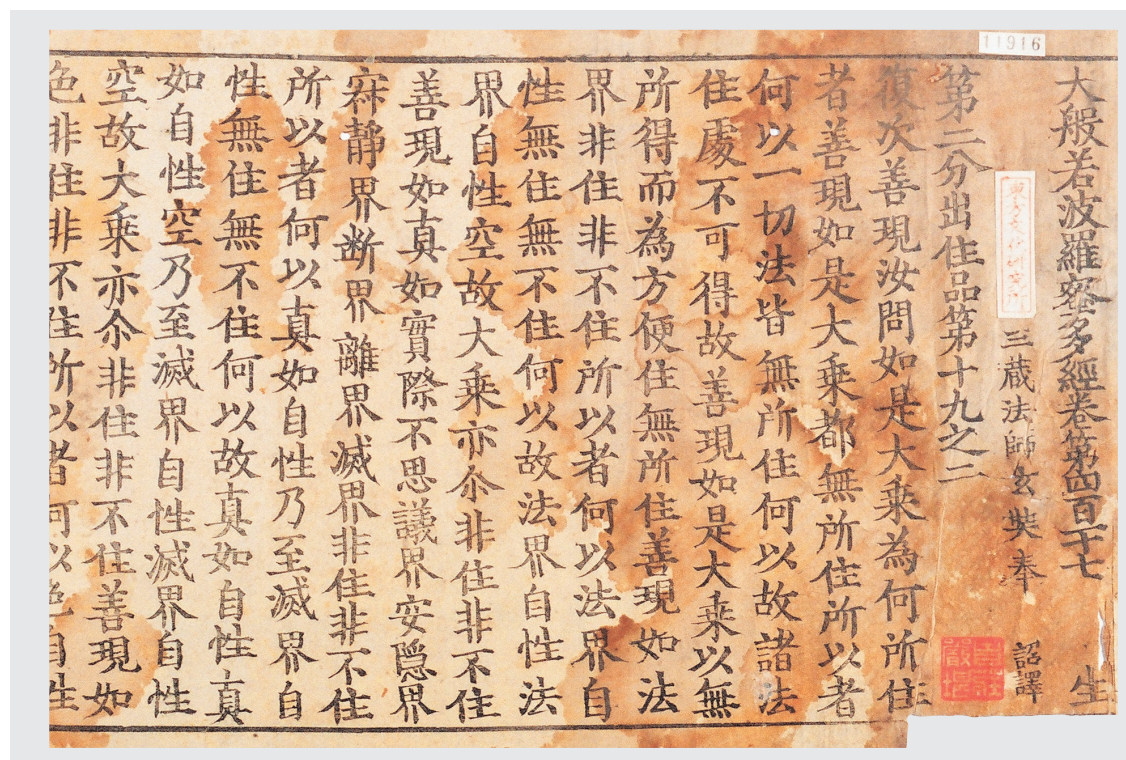 11916
大般若波羅蜜多經卷第四百十七 生
三蔵法師玄奘奉 詔譯
第二分出住品第十九之二
復次善現汝問如是大乗為何所住
者善現如是大乗都無所住所以者
何以一切法皆無所住何以故諸法
住處不可得故善現如是大乗以無
所得而為方便住無所住善現如法
界非住非不住所以者何以法界自
性無住無不住何以故法界自性法
界自性空故大乗亦尒非住非不住
善現如真如實際不思議界安隠界
寂静界断界離界滅界非住非不住
所以者何以真如自性乃至滅界自
性無住無不住何以故真如自性真
如自性空乃至滅界自性滅界自性
空故大乗亦尒非住非不住善現如
色非住非不住所以者何以色自性